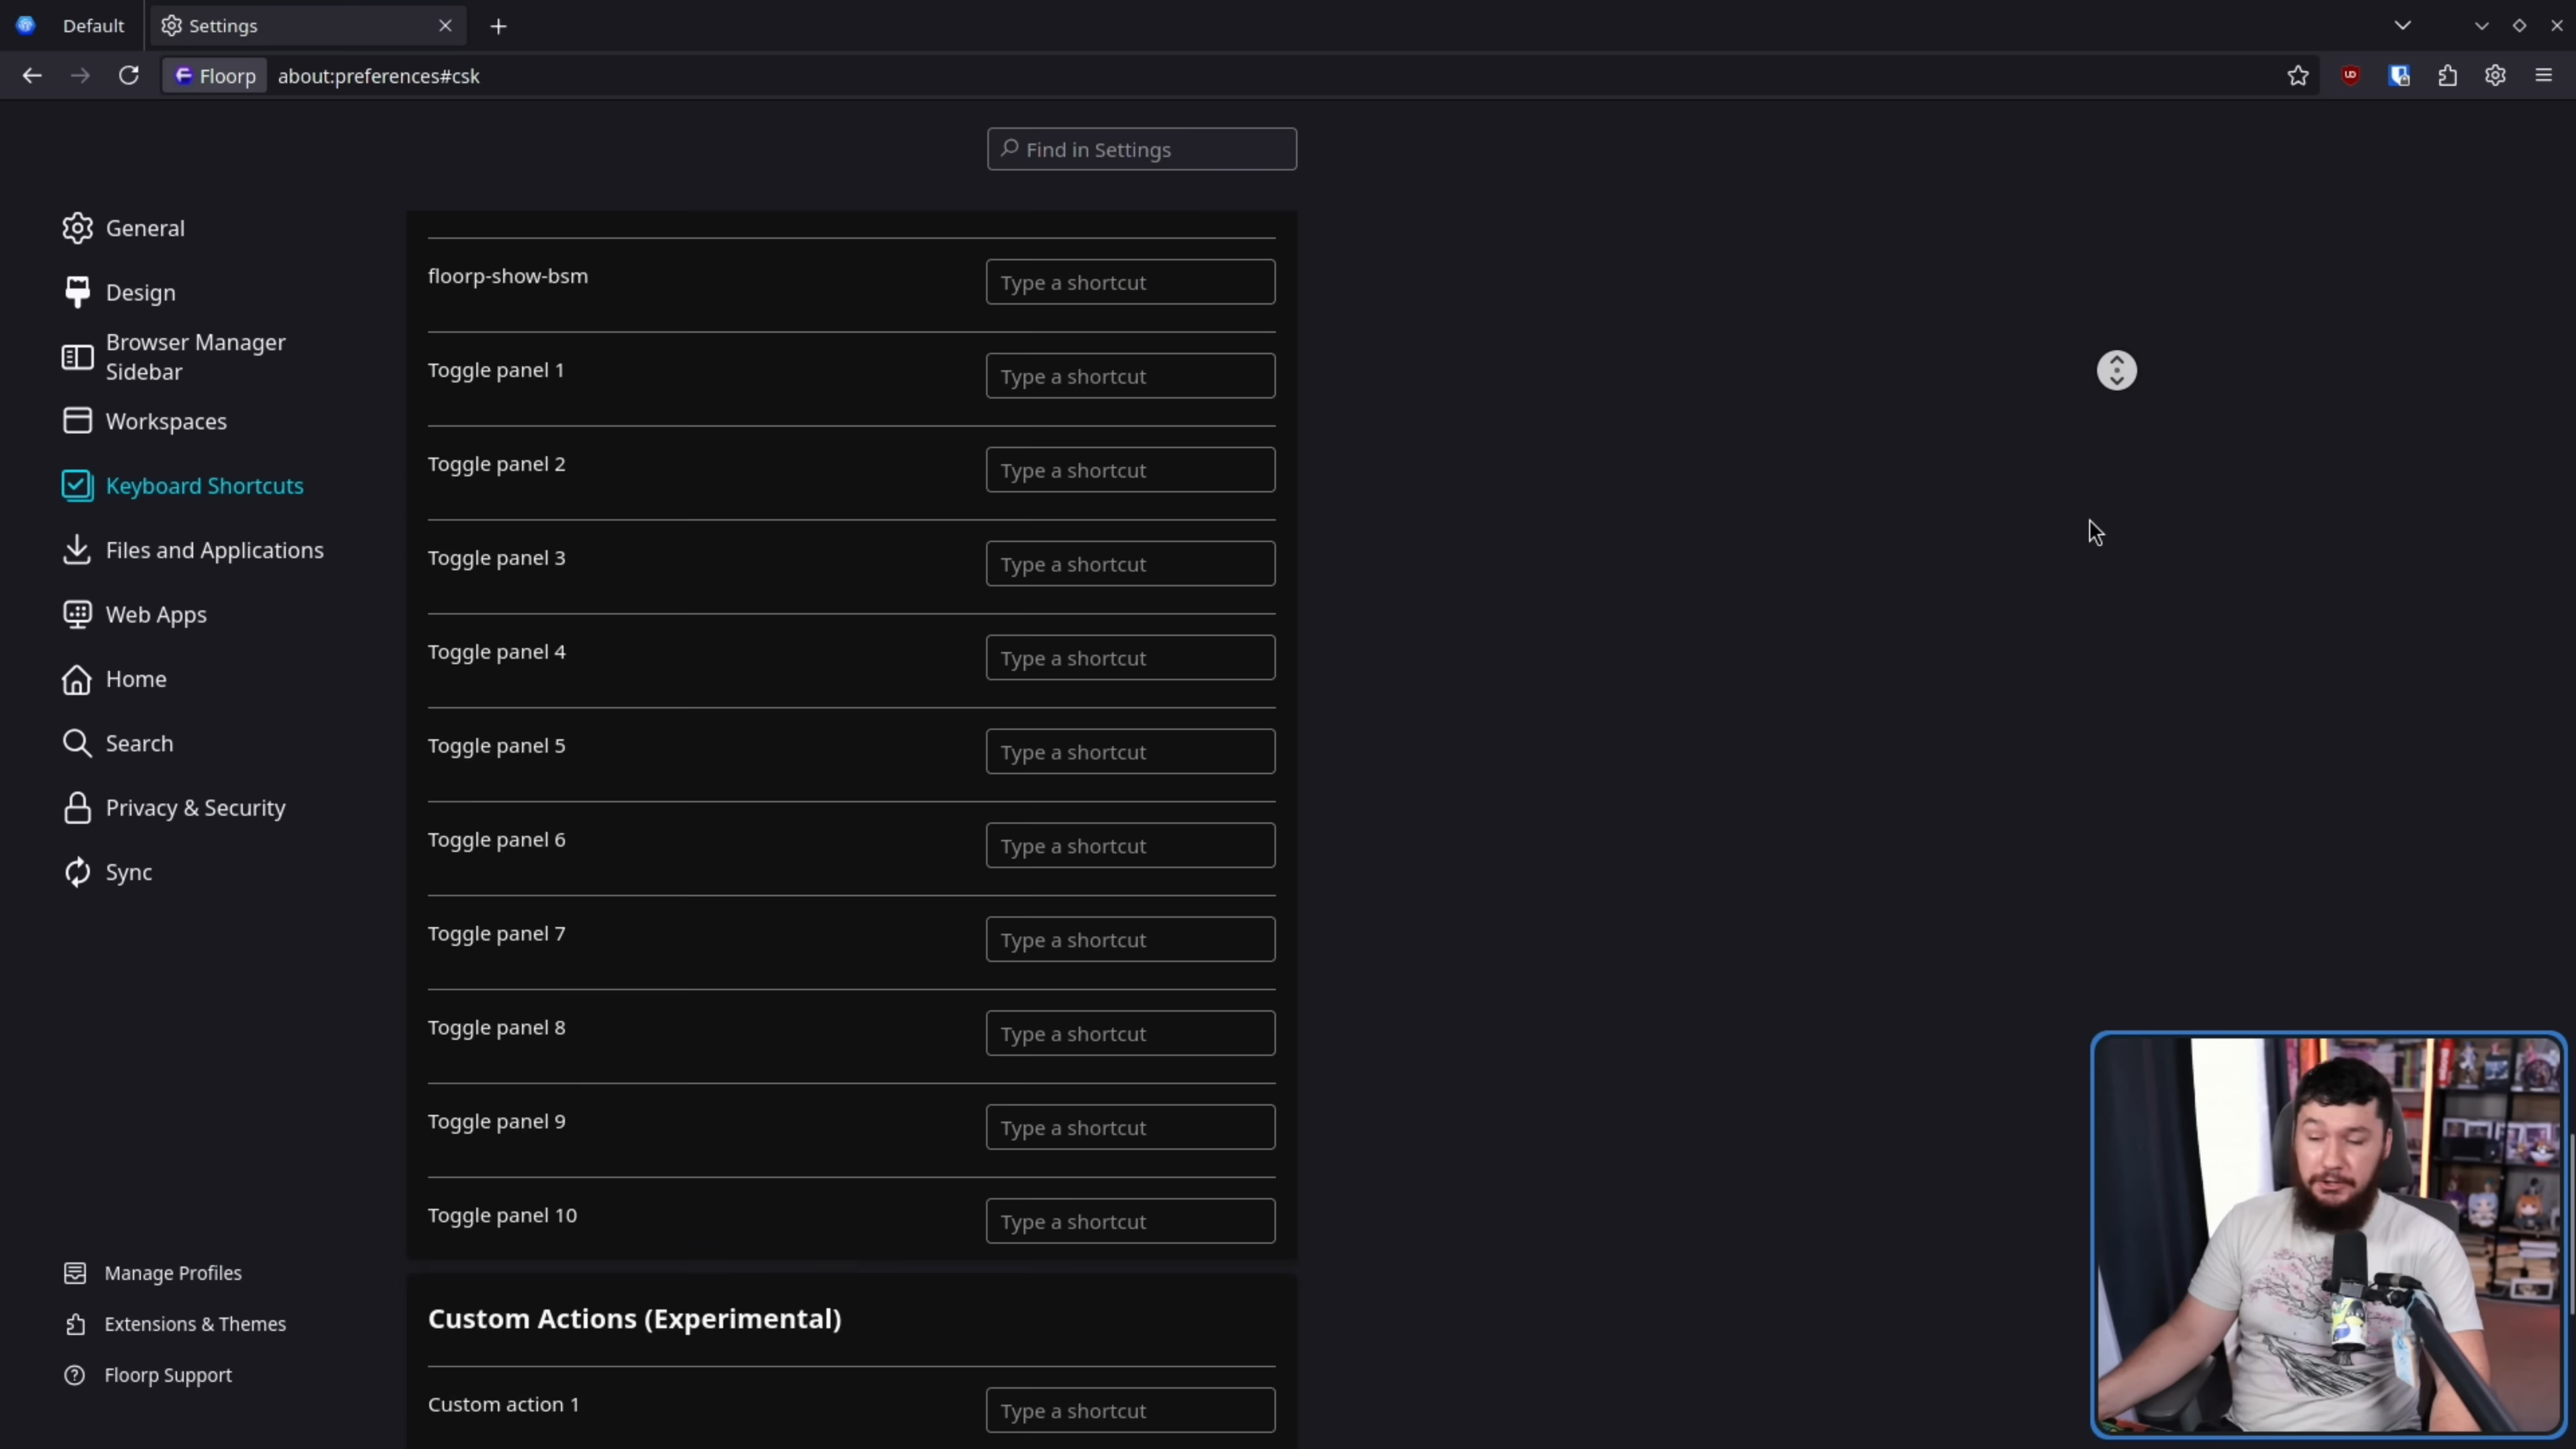 Default
Settings
Floorp
about:preferences#csk
Find in Settings
General
Design
Browser Manager
Sidebar
Workspaces
Keyboard Shortcuts
Files and Applications
Web Apps
Home
Search
Privacy & Security
Sync
Manage Profiles
Extensions & Themes
Floorp Support
floorp-show-bsm
Type a shortcut
Toggle panel 1
Type a shortcut
Toggle panel 2
Type a shortcut
Toggle panel 3
Type a shortcut
Toggle panel 4
Type a shortcut
Toggle panel 5
Type a shortcut
Toggle panel 6
Type a shortcut
Toggle panel 7
Type a shortcut
Toggle panel 8
Type a shortcut
Toggle panel 9
Type a shortcut
Toggle panel 10
Type a shortcut
Custom Actions (Experimental)
Custom action 1
Type a shortcut